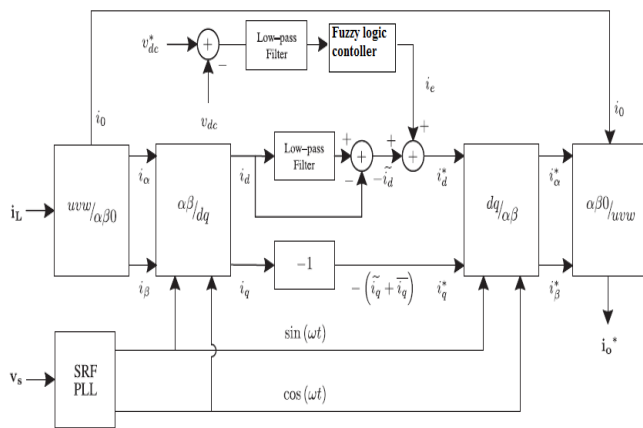 v*dc
+
−
Low–pass
Filter
Fuzzy logic
contoller
vdc
ie
i0
i0
iL
uvw/αβ0
iα
iβ
αβ/dq
id
iq
Low–pass
Filter
+
+
−
−ĩd
+
+
+
i*d
−1
−(ĩq + īq)
i*q
dq/αβ
i*α
i*β
αβ0/uvw
io*
vs
SRF
PLL
sin (ωt)
cos (ωt)